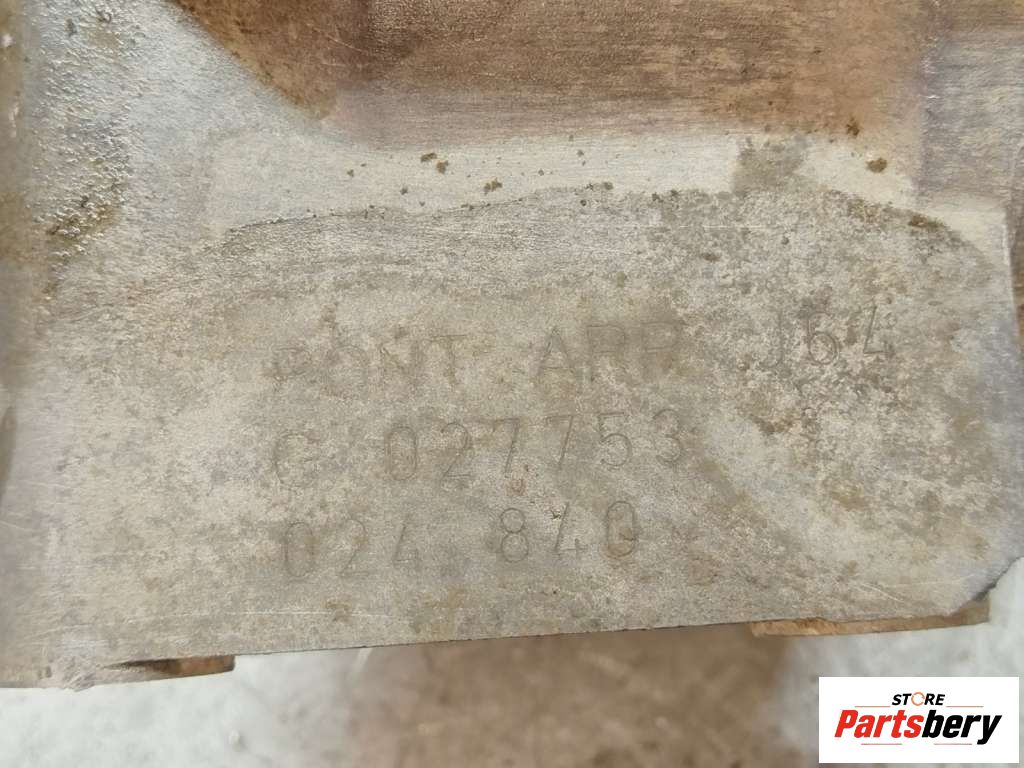 PONT ARR J64
G 027753
024 840
STORE
Partsbery